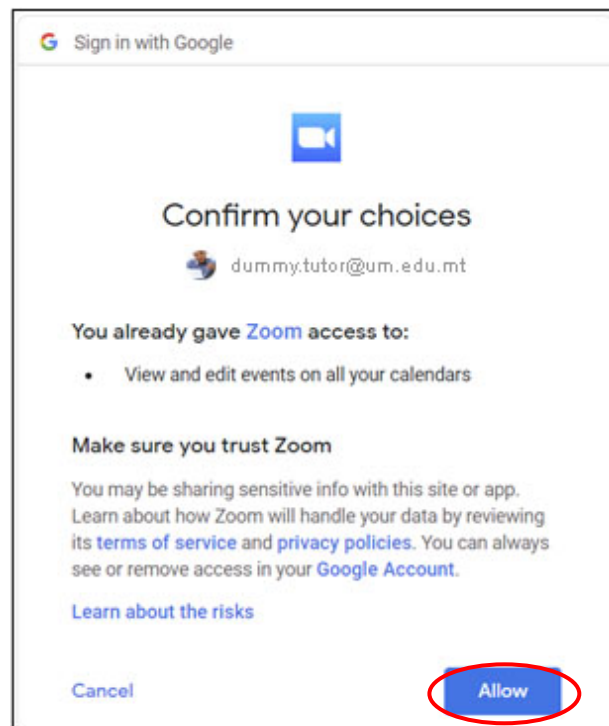 Sign in with Google
Confirm your choices
dummy.tutor@um.edu.mt
You already gave Zoom access to:
• View and edit events on all your calendars
Make sure you trust Zoom
You may be sharing sensitive info with this site or app.
Learn about how Zoom will handle your data by reviewing
its terms of service and privacy policies. You can always
see or remove access in your Google Account.
Learn about the risks
Cancel
Allow